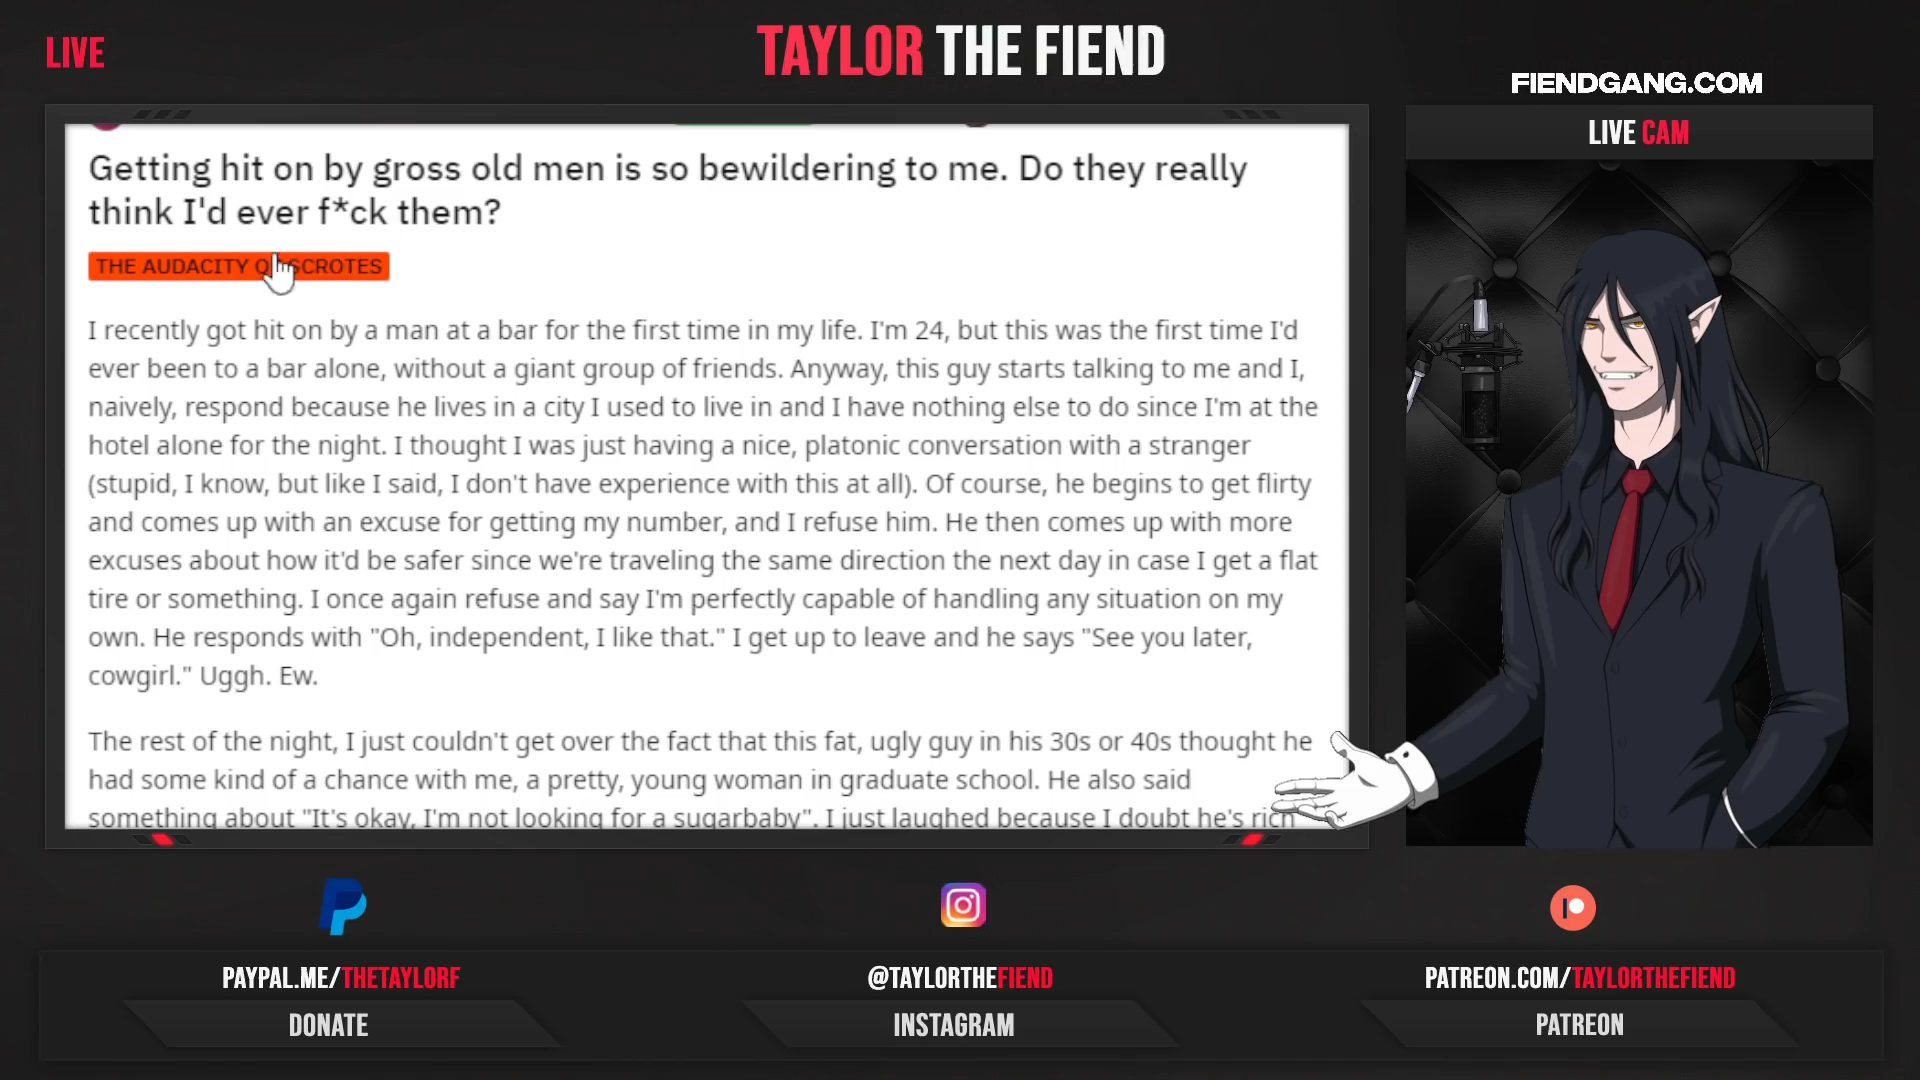 LIVE
TAYLOR THE FIEND
FIENDGANG.COM
LIVE CAM
Getting hit on by gross old men is so bewildering to me. Do they really
think I'd ever f*ck them?
THE AUDACITY SCROTES
I recently got hit on by a man at a bar for the first time in my life. I'm 24, but this was the first time I'd
ever been to a bar alone, without a giant group of friends. Anyway, this guy starts talking to me and I,
naively, respond because he lives in a city I used to live in and I have nothing else to do since I'm at the
hotel alone for the night. I thought I was just having a nice, platonic conversation with a stranger
(stupid, I know, but like I said, I don't have experience with this at all). Of course, he begins to get flirty
and comes up with an excuse for getting my number, and I refuse him. He then comes up with more
excuses about how it'd be safer since we're traveling the same direction the next day in case I get a flat
tire or something. I once again refuse and say I'm perfectly capable of handling any situation on my
own. He responds with "Oh, independent, I like that." I get up to leave and he says "See you later,
cowgirl." Uggh. Ew.
The rest of the night, I just couldn't get over the fact that this fat, ugly guy in his 30s or 40s thought he
had some kind of a chance with me, a pretty, young woman in graduate school. He also said
something about "It's okay, I'm not looking for a sugarbaby". I just laughed because I doubt he's rich
PAYPAL.ME/THETAYLORF
DONATE
@TAYLORTHEFIEND
INSTAGRAM
PATREON.COM/TAYLORTHEFIEND
PATREON